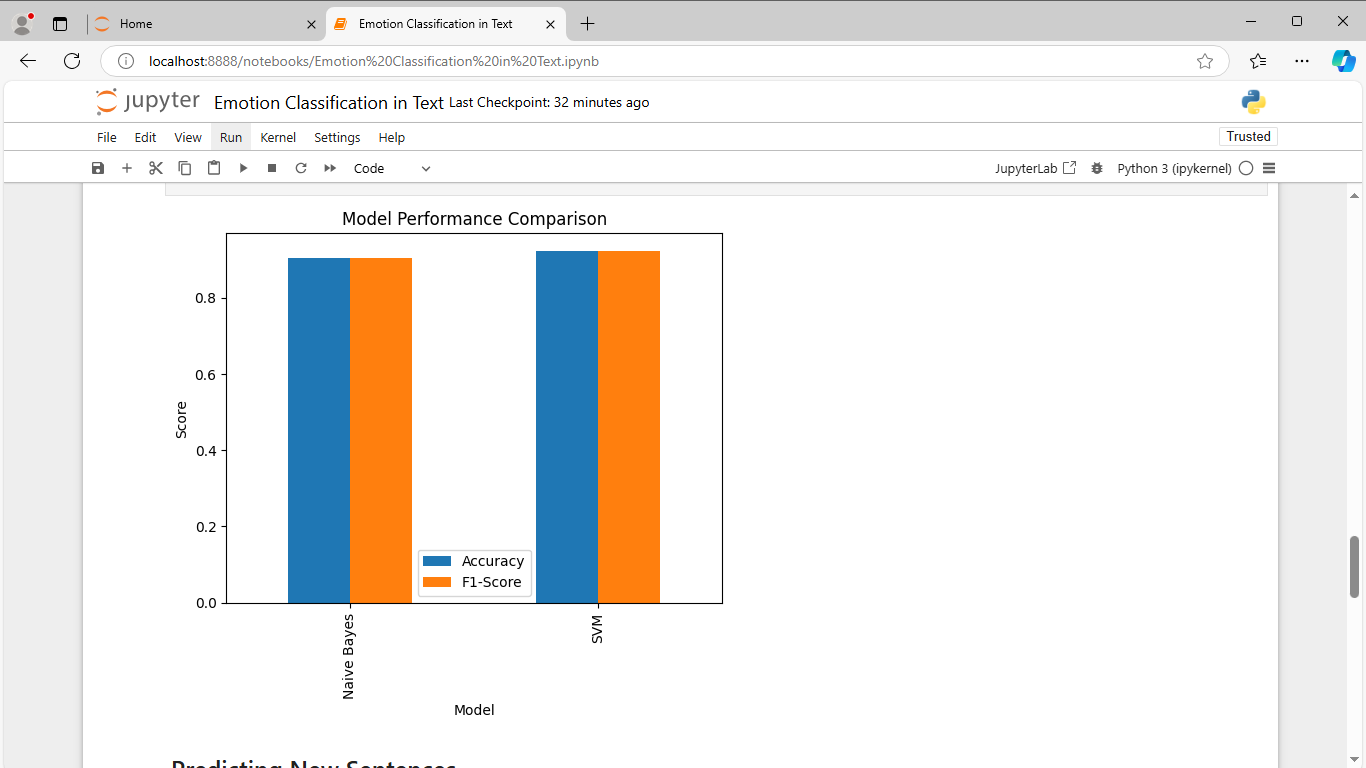 Home
Emotion Classification in Text
localhost:8888/notebooks/Emotion%20Classification%20in%20Text.ipynb
jupyter Emotion Classification in Text Last Checkpoint: 32 minutes ago
File Edit View Run Kernel Settings Help
Trusted
Code
JupyterLab
Python 3 (ipykernel)
Model Performance Comparison
0.8
0.6
0.4
0.2
0.0
Score
Accuracy
F1-Score
Naive Bayes
SVM
Model
Predicting New Sentences